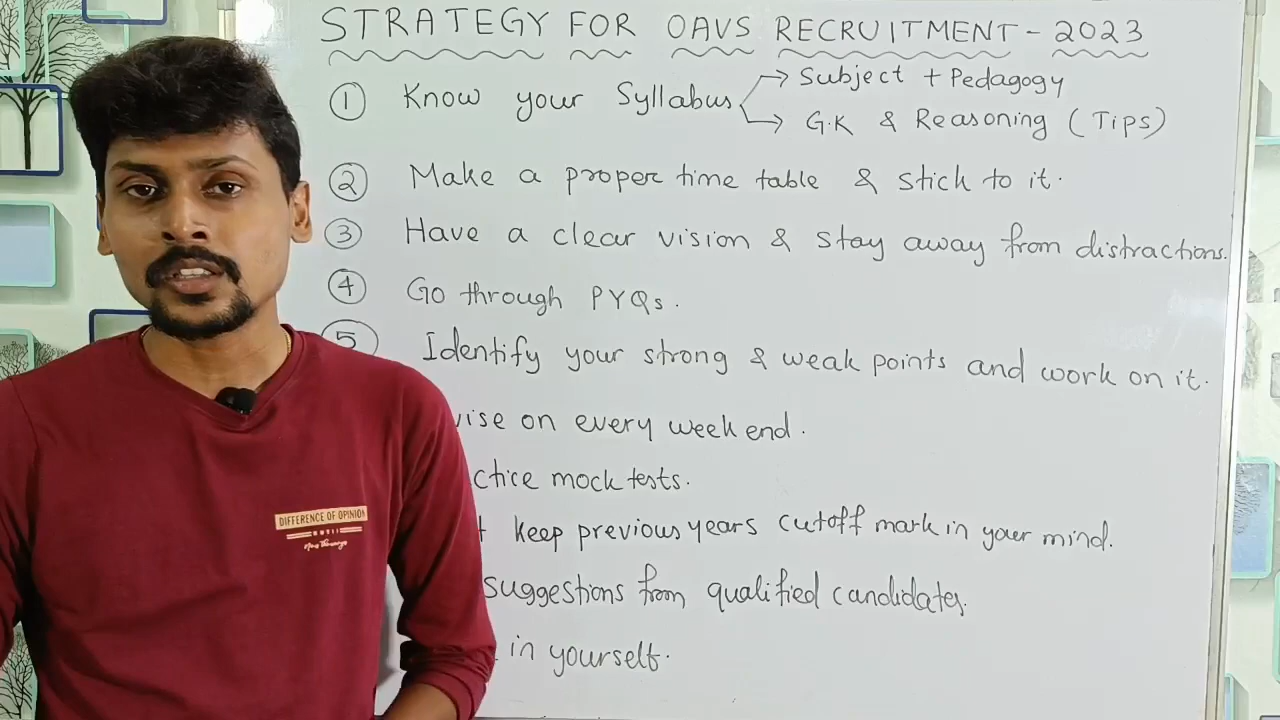 STRATEGY FOR OAVS RECRUITMENT - 2023
① Know your Syllabus → Subject + Pedagogy
→ G.K & Reasoning (Tips)
② Make a proper time table & stick to it.
③ Have a clear vision & stay away from distractions.
④ Go through PYQs.
⑤ Identify your strong & weak points and work on it.
vise on every week end.
ctice mock tests.
t keep previous years cutoff mark in your mind.
suggestions from qualified candidates.
in yourself.
DIFFERENCE OF OPINION